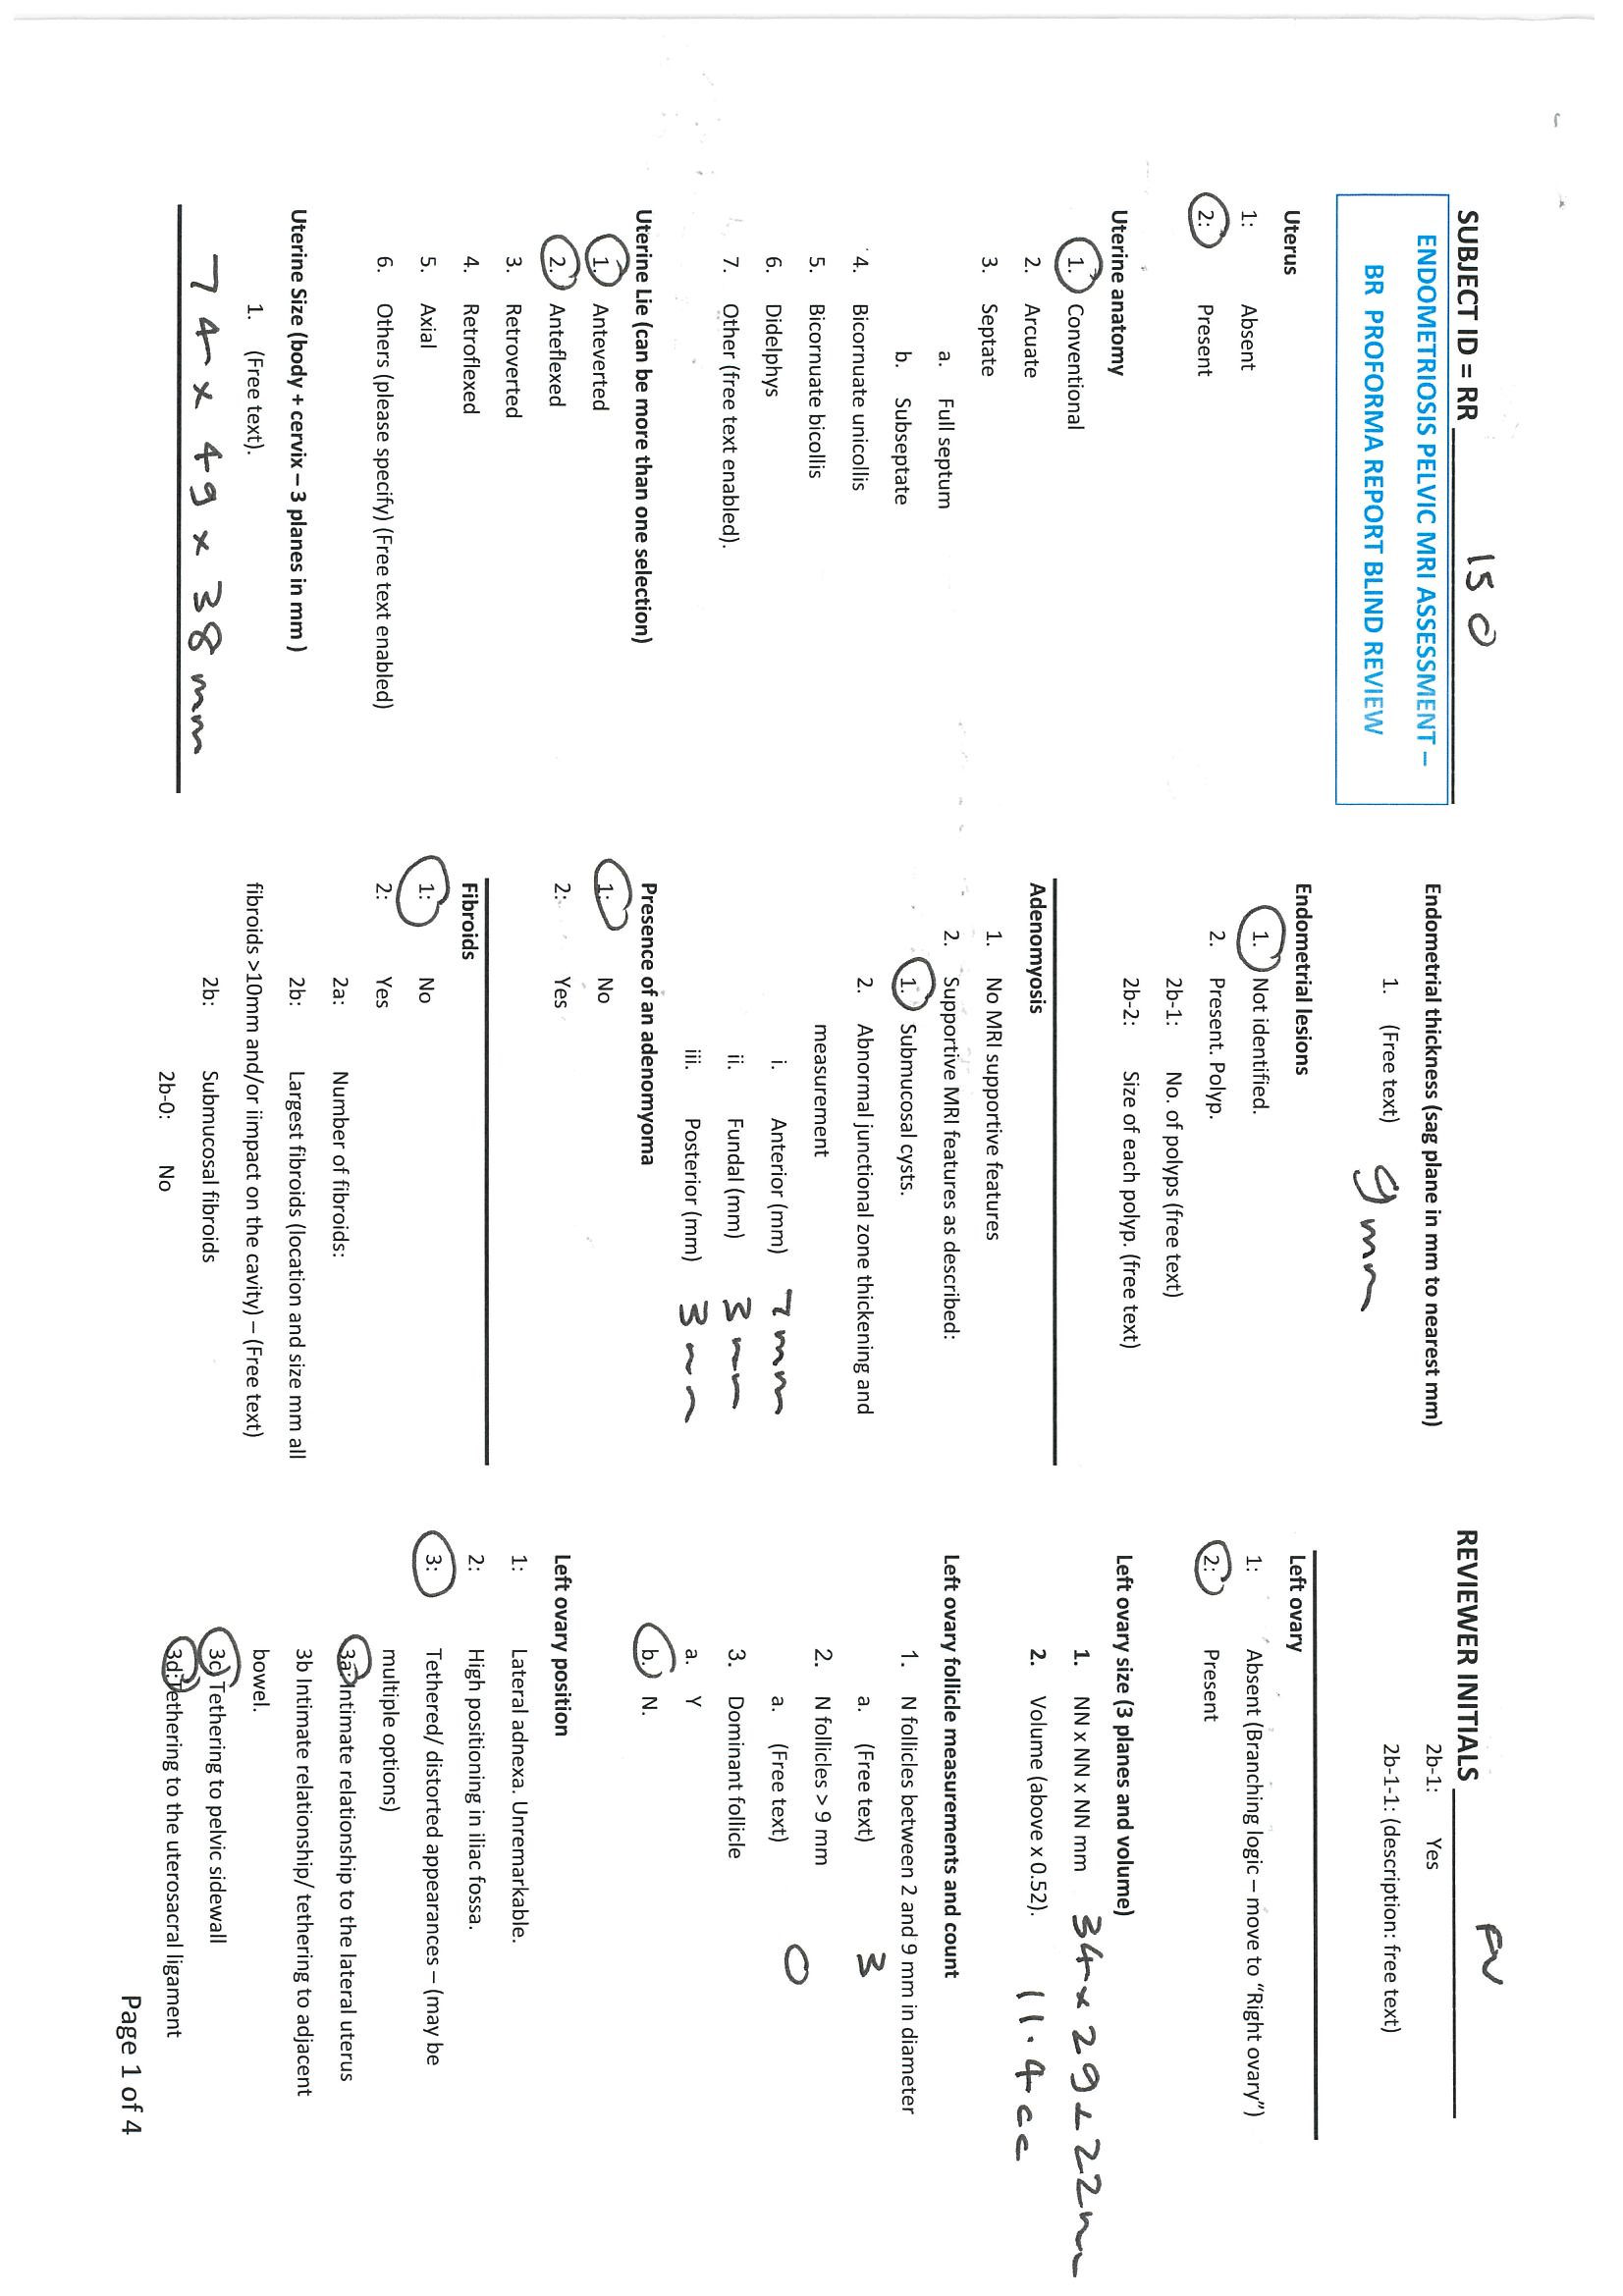 SUBJECT ID = RR 150
ENDOMETRIOSIS PELVIC MRI ASSESSMENT –
BR PROFORMA REPORT BLIND REVIEW
Uterus
1: Absent
2: Present
Uterine anatomy
1. Conventional
2. Arcuate
3. Septate
a. Full septum
b. Subseptate
4. Bicornuate unicollis
5. Bicornuate bicollis
6. Didelphys
7. Other (free text enabled).
Uterine Lie (can be more than one selection)
1. Anteverted
2. Anteflexed
3. Retroverted
4. Retroflexed
5. Axial
6. Others (please specify) (Free text enabled)
Uterine Size (body + cervix – 3 planes in mm )
1. (Free text).
74 x 49 x 38 mm
Endometrial thickness (sag plane in mm to nearest mm)
1. (Free text) 9 mm
Endometrial lesions
1. Not identified.
2. Present. Polyp.
2b-1: No. of polyps (free text)
2b-2: Size of each polyp. (free text)
Adenomyosis
1. No MRI supportive features
2. Supportive MRI features as described:
1. Submucosal cysts.
2. Abnormal junctional zone thickening and
measurement
i. Anterior (mm) 7 mm
ii. Fundal (mm) 3 mm
iii. Posterior (mm) 3 mm
Presence of an adenomyoma
1: No
2: Yes
Fibroids
1: No
2: Yes
2a: Number of fibroids:
2b: Largest fibroids (location and size mm all
fibroids >10mm and/or iimpact on the cavity) – (Free text)
2b: Submucosal fibroids
2b-0: No
REVIEWER INITIALS
2b-1: Yes
2b-1-1: (description: free text)
Left ovary
1: Absent (Branching logic – move to "Right ovary")
2: Present
Left ovary size (3 planes and volume)
1. NN x NN x NN mm 34 x 29 x 22 m
2. Volume (above x 0.52). 11.4 cc
Left ovary follicle measurements and count
1. N follicles between 2 and 9 mm in diameter
a. (Free text) 3
2. N follicles > 9 mm
a. (Free text) 0
3. Dominant follicle
a. Y
b. N.
Left ovary position
1: Lateral adnexa. Unremarkable.
2: High positioning in iliac fossa.
3: Tethered/ distorted appearances – (may be
multiple options)
3a: Intimate relationship to the lateral uterus
3b Intimate relationship/ tethering to adjacent
bowel.
3c) Tethering to pelvic sidewall
3d: Tethering to the uterosacral ligament
Page 1 of 4